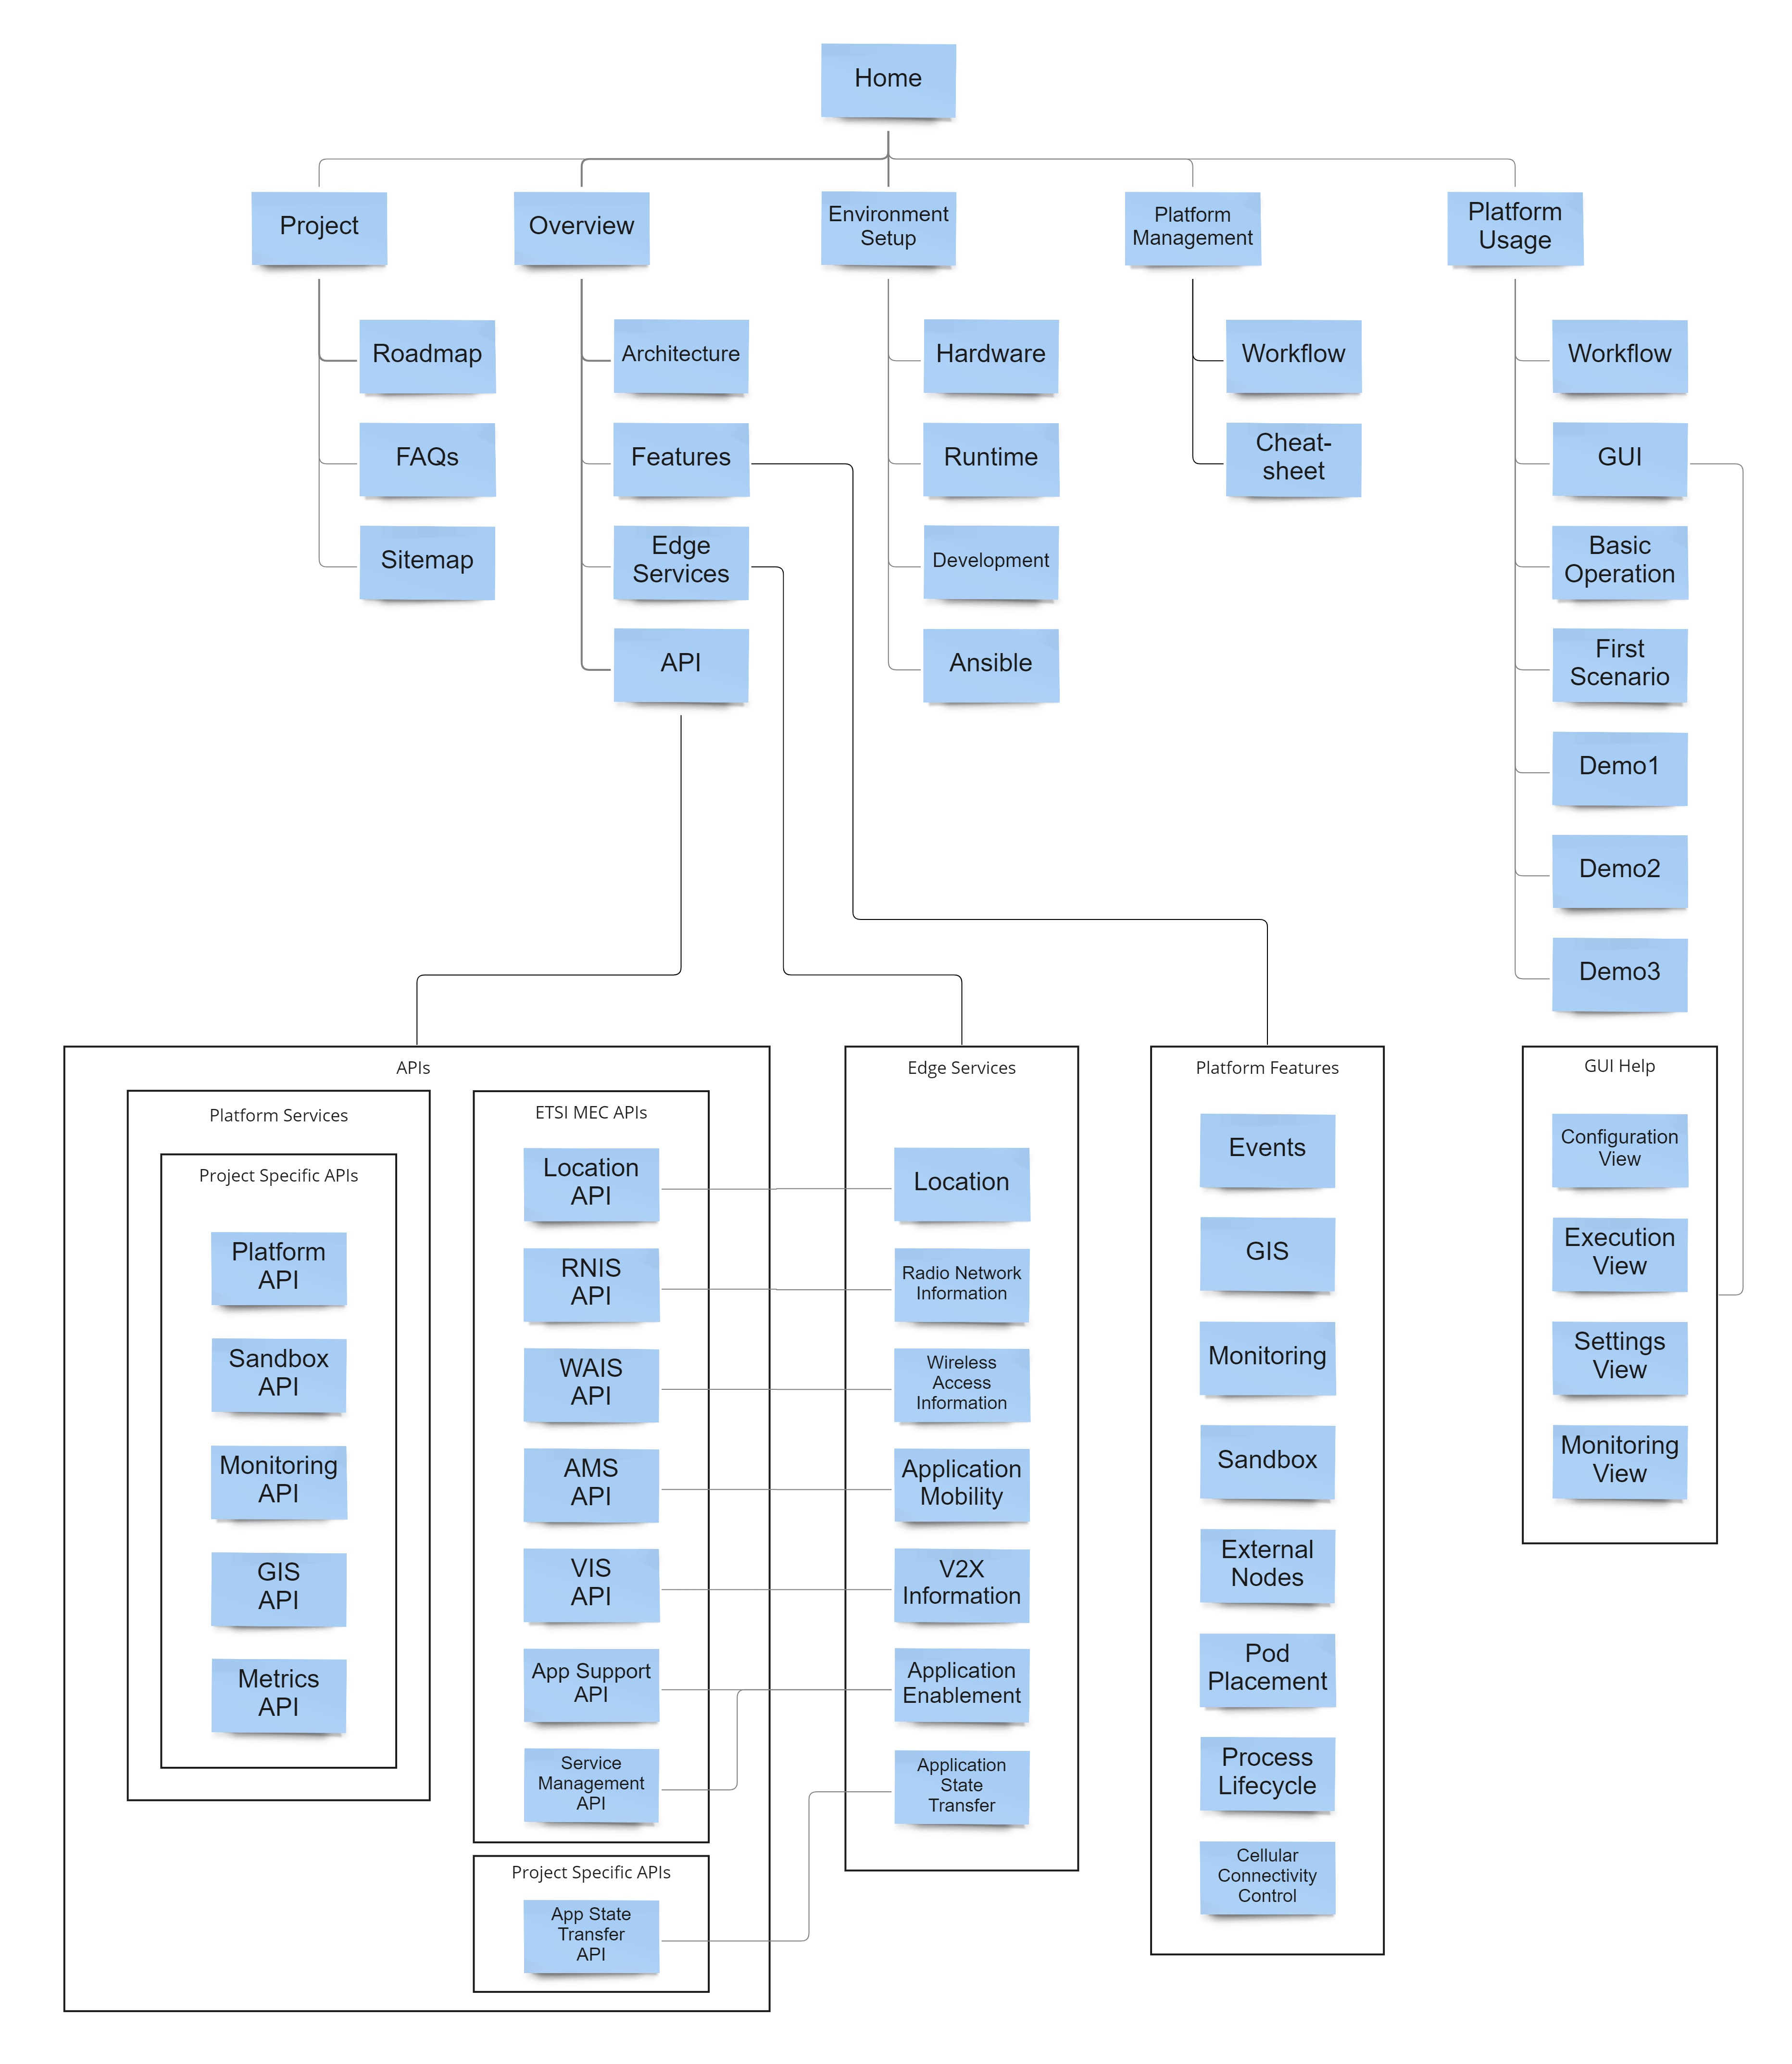 Home
Project
Overview
Environment
Setup
Platform
Management
Platform
Usage
Roadmap
FAQs
Sitemap
Architecture
Features
Edge
Services
API
Hardware
Runtime
Development
Ansible
Workflow
Cheat-
sheet
Workflow
GUI
Basic
Operation
First
Scenario
Demo1
Demo2
Demo3
APIs
Platform Services
Project Specific APIs
Platform
API
Sandbox
API
Monitoring
API
GIS
API
Metrics
API
ETSI MEC APIs
Location
API
RNIS
API
WAIS
API
AMS
API
VIS
API
App Support
API
Service
Management
API
Project Specific APIs
App State
Transfer
API
Edge Services
Location
Radio Network
Information
Wireless
Access
Information
Application
Mobility
V2X
Information
Application
Enablement
Application
State
Transfer
Platform Features
Events
GIS
Monitoring
Sandbox
External
Nodes
Pod
Placement
Process
Lifecycle
Cellular
Connectivity
Control
GUI Help
Configuration
View
Execution
View
Settings
View
Monitoring
View